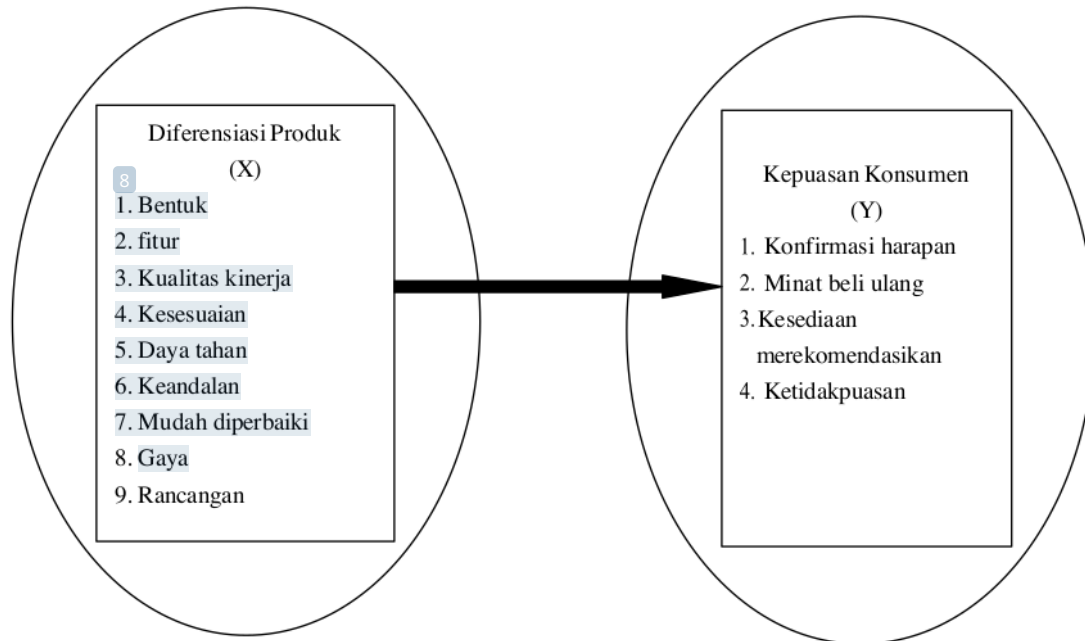 Diferensiasi Produk
(X)
8
1. Bentuk
2. fitur
3. Kualitas kinerja
4. Kesesuaian
5. Daya tahan
6. Keandalan
7. Mudah diperbaiki
8. Gaya
9. Rancangan
Kepuasan Konsumen
(Y)
1. Konfirmasi harapan
2. Minat beli ulang
3. Kesediaan
merekomendasikan
4. Ketidakpuasan